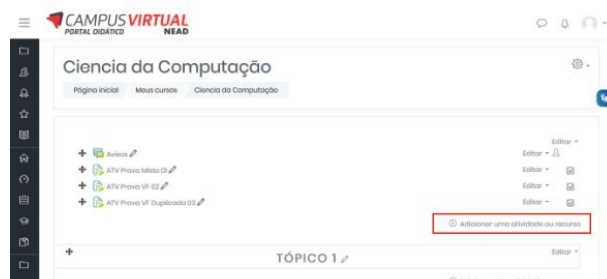 CAMPUS VIRTUAL
PORTAL DIDÁTICO NEAD
Ciencia da Computação
Página inicial Meus cursos Ciencia da Computação
Editar
Avisos Editar
ATV Prova Mista 01 Editar
ATV Prova VF 02 Editar
ATV Prova VF Duplicada 03 Editar
Adicionar uma atividade ou recurso
TÓPICO 1 Editar